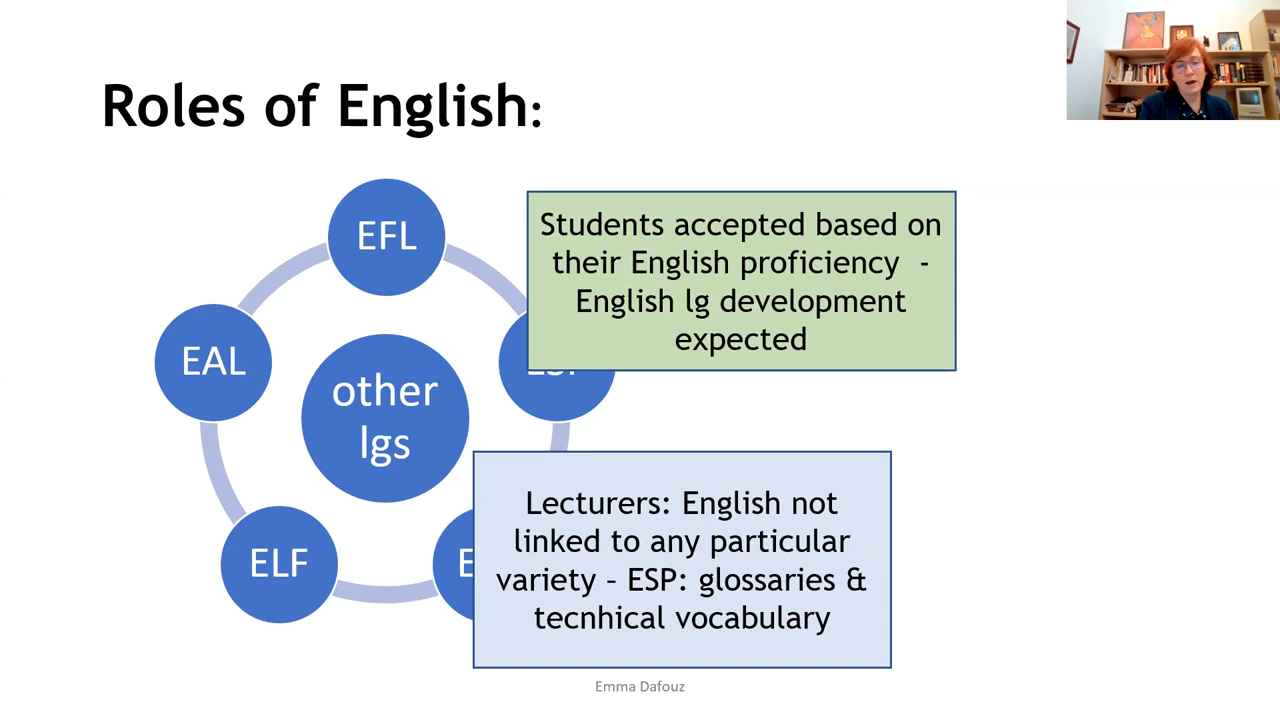 Roles of English:
EFL
Students accepted based on
their English proficiency -
English lg development
expected
EAL
other
lgs
ELF
Lecturers: English not
linked to any particular
variety – ESP: glossaries &
tecnhical vocabulary
Emma Dafouz